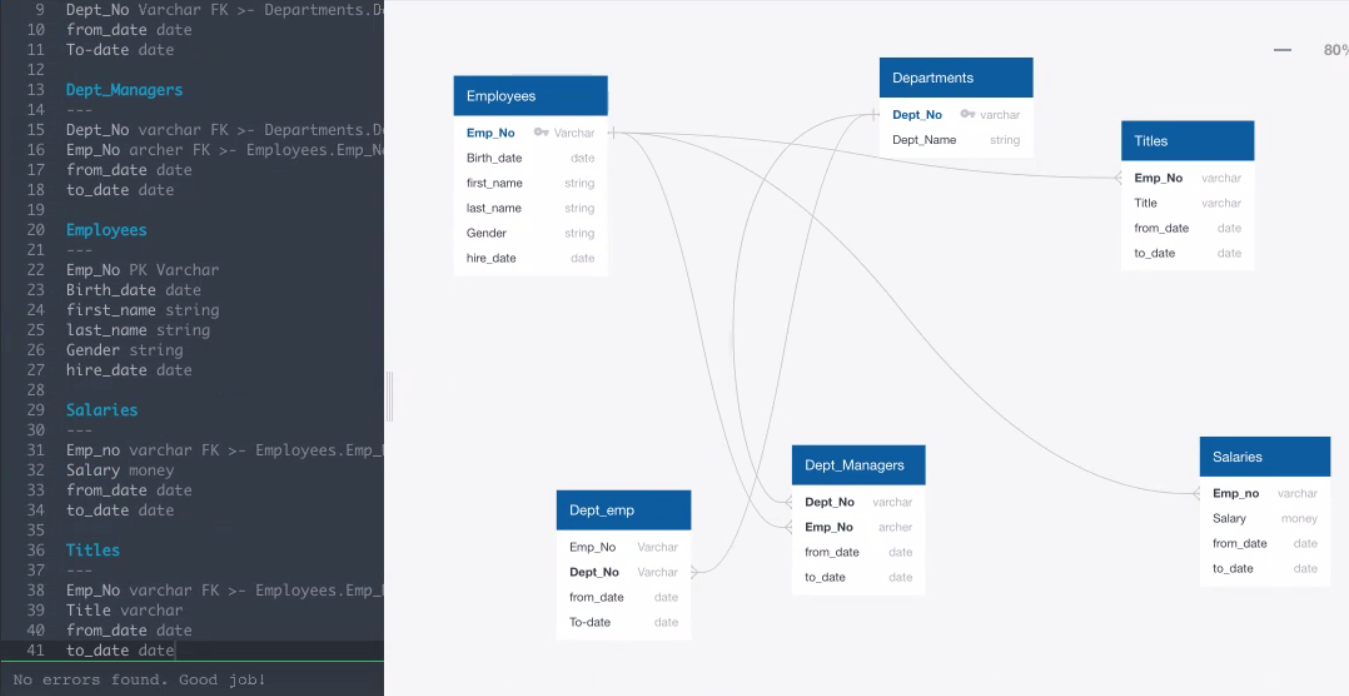 9 Dept_No Varchar FK >- Departments.De
10 from_date date
11 To-date date
12
13 Dept_Managers
14 ---
15 Dept_No varchar FK >- Departments.De
16 Emp_No archer FK >- Employees.Emp_No
17 from_date date
18 to_date date
19
20 Employees
21 ---
22 Emp_No PK Varchar
23 Birth_date date
24 first_name string
25 last_name string
26 Gender string
27 hire_date date
28
29 Salaries
30 ---
31 Emp_no varchar FK >- Employees.Emp_
32 Salary money
33 from_date date
34 to_date date
35
36 Titles
37 ---
38 Emp_No varchar FK >- Employees.Emp_
39 Title varchar
40 from_date date
41 to_date date
No errors found. Good job!
80%
Employees
Emp_No Varchar
Birth_date date
first_name string
last_name string
Gender string
hire_date date
Departments
Dept_No varchar
Dept_Name string
Titles
Emp_No varchar
Title varchar
from_date date
to_date date
Dept_emp
Emp_No Varchar
Dept_No Varchar
from_date date
To-date date
Dept_Managers
Dept_No varchar
Emp_No archer
from_date date
to_date date
Salaries
Emp_no varchar
Salary money
from_date date
to_date date